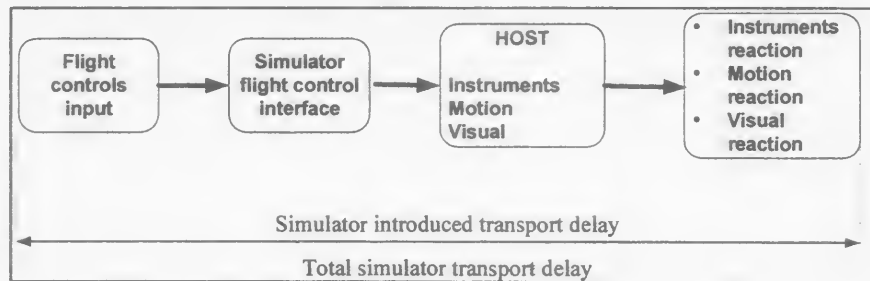 Flight
controls
input
Simulator
flight control
interface
HOST
Instruments
Motion
Visual
• Instruments
reaction
• Motion
reaction
• Visual
reaction
Simulator introduced transport delay
Total simulator transport delay